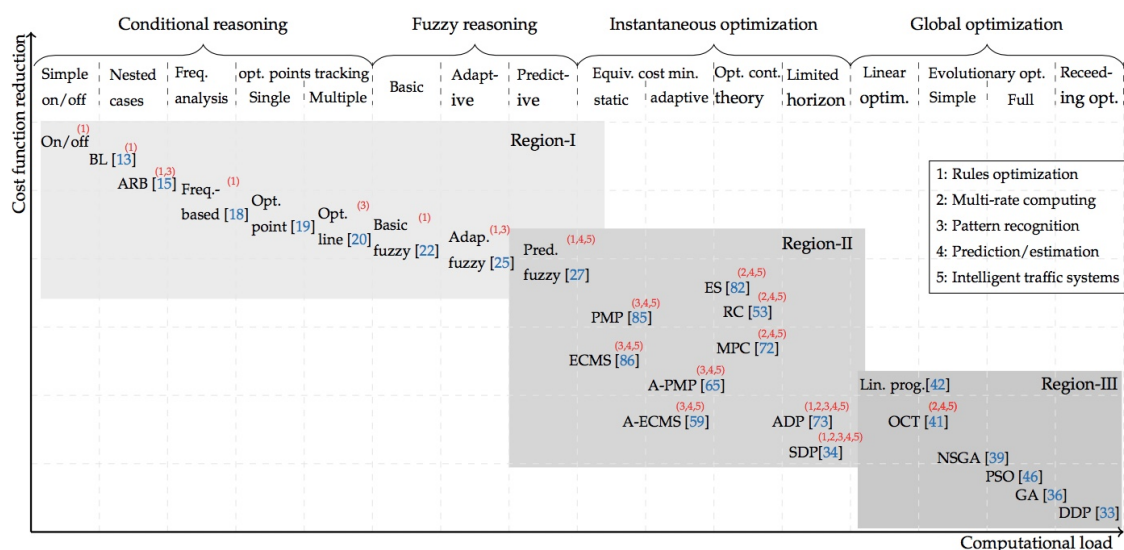 Conditional reasoning
Fuzzy reasoning
Instantaneous optimization
Global optimization
Simple
on/off
Nested
cases
Freq.
analysis
opt. points tracking
Single
Multiple
Basic
Adapt-
ive
Predict-
ive
Equiv. cost min.
static
adaptive
Opt. cont.
theory
Limited
horizon
Linear
optim.
Evolutionary opt.
Simple
Full
Receed-
ing opt.
Cost function reduction
Region-I
On/off (1)
BL [13] (1)
ARB [15] (1,3)
Freq.- (1)
based [18]
Opt.
point [19]
Opt. (3)
line [20]
Basic (1)
fuzzy [22]
Adap. (1,3)
fuzzy [25]
Region-II
Pred. (1,4,5)
fuzzy [27]
ES [82] (2,4,5)
RC [53] (2,4,5)
PMP [85] (3,4,5)
MPC [72] (2,4,5)
ECMS [86] (3,4,5)
A-PMP [65] (3,4,5)
A-ECMS [59] (3,4,5)
ADP [73] (1,2,3,4,5)
SDP[34] (1,2,3,4,5)
Region-III
Lin. prog.[42]
OCT [41] (2,4,5)
NSGA [39]
PSO [46]
GA [36]
DDP [33]
1: Rules optimization
2: Multi-rate computing
3: Pattern recognition
4: Prediction/estimation
5: Intelligent traffic systems
Computational load